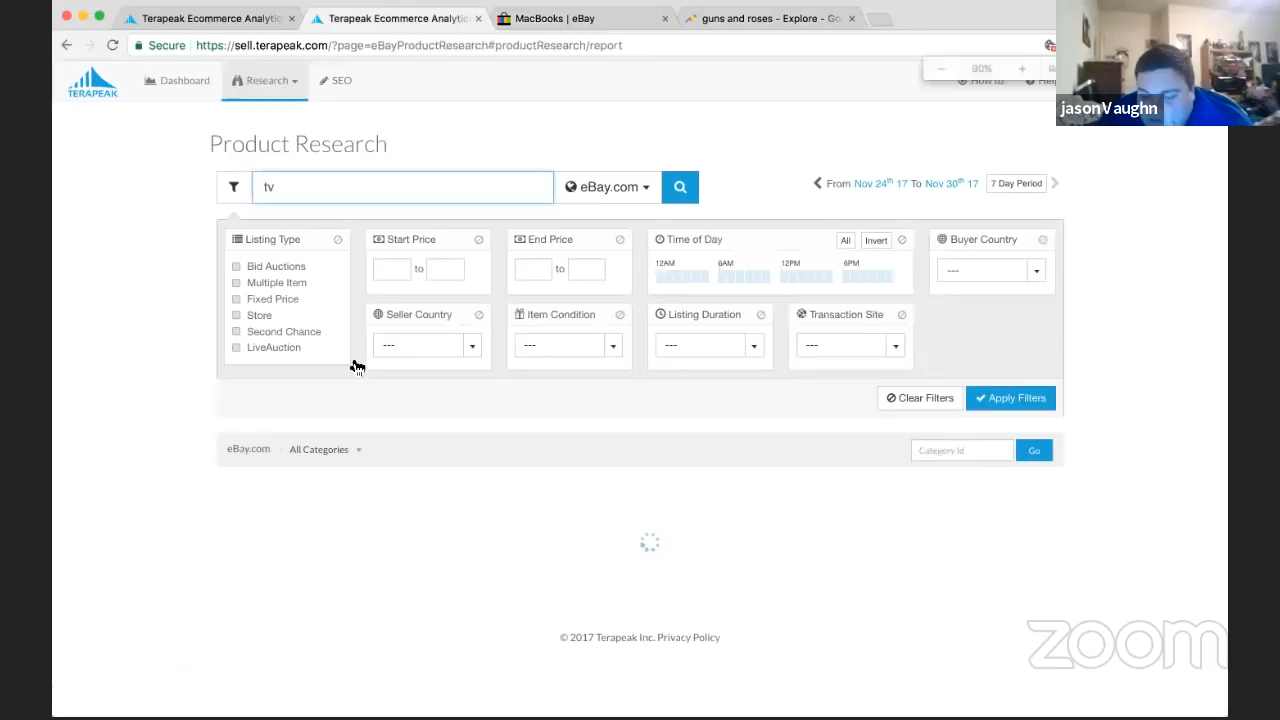 Terapeak Ecommerce Analytic
Terapeak Ecommerce Analytic
MacBooks | eBay
guns and roses - Explore - Go
Secure
https://sell.terapeak.com/?page=eBayProductResearch#productResearch/report
90%
TERAPEAK
Dashboard
Research
SEO
How to
Help
jasonVaughn
Product Research
tv
eBay.com
From Nov 24th 17 To Nov 30th 17
7 Day Period
Listing Type
Bid Auctions
Multiple Item
Fixed Price
Store
Second Chance
LiveAuction
Start Price
to
End Price
to
Time of Day
All
Invert
12AM
6AM
12PM
6PM
Buyer Country
---
Seller Country
---
Item Condition
---
Listing Duration
---
Transaction Site
---
Clear Filters
Apply Filters
eBay.com
All Categories
Category Id
Go
© 2017 Terapeak Inc. Privacy Policy
zoom